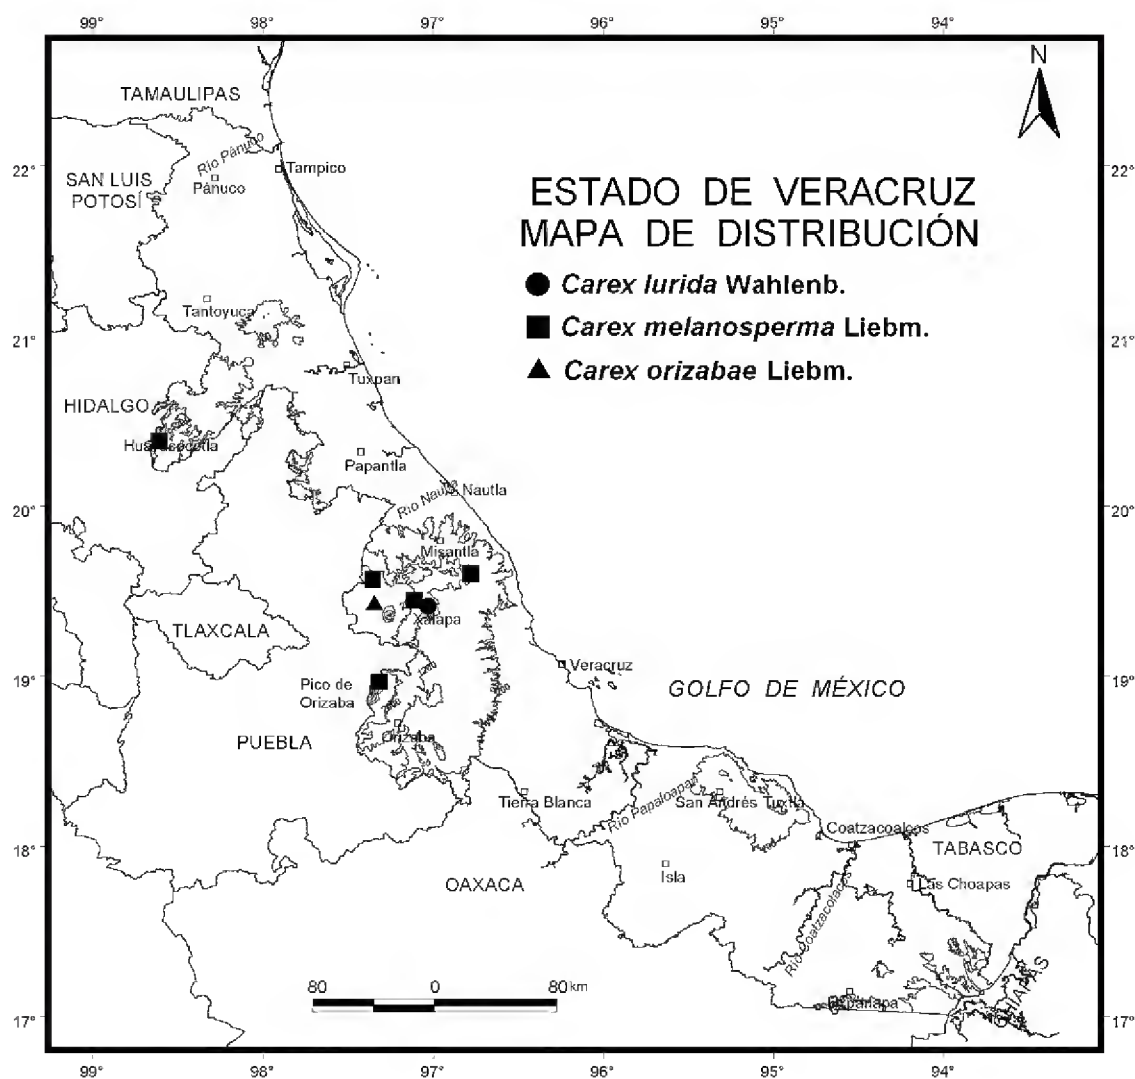 99° 98° 97° 96° 95° 94°
N
TAMAULIPAS
Río Pánuco
22° Tampico 22°
SAN LUIS
POTOSÍ
Pánuco
ESTADO DE VERACRUZ
MAPA DE DISTRIBUCIÓN
Carex lurida Wahlenb.
Carex melanosperma Liebm.
Carex orizabae Liebm.
Tantoyuca
21° 21°
Tuxpan
HIDALGO
Papantla
Río Nautla
Nautla
20° 20°
Misantla
Xalapa
TLAXCALA
Veracruz
19° 19°
Pico de
Orizaba
GOLFO DE MÉXICO
PUEBLA
Orizaba
Tierra Blanca
Río Papaloapan
San Andrés Tuxtla
Coatzacoalcos
18° 18°
TABASCO
OAXACA
Isla
Las Choapas
Río Coatzacoalcos
CHIAPAS
80 0 80 km
17° 17°
99° 98° 97° 96° 95° 94°